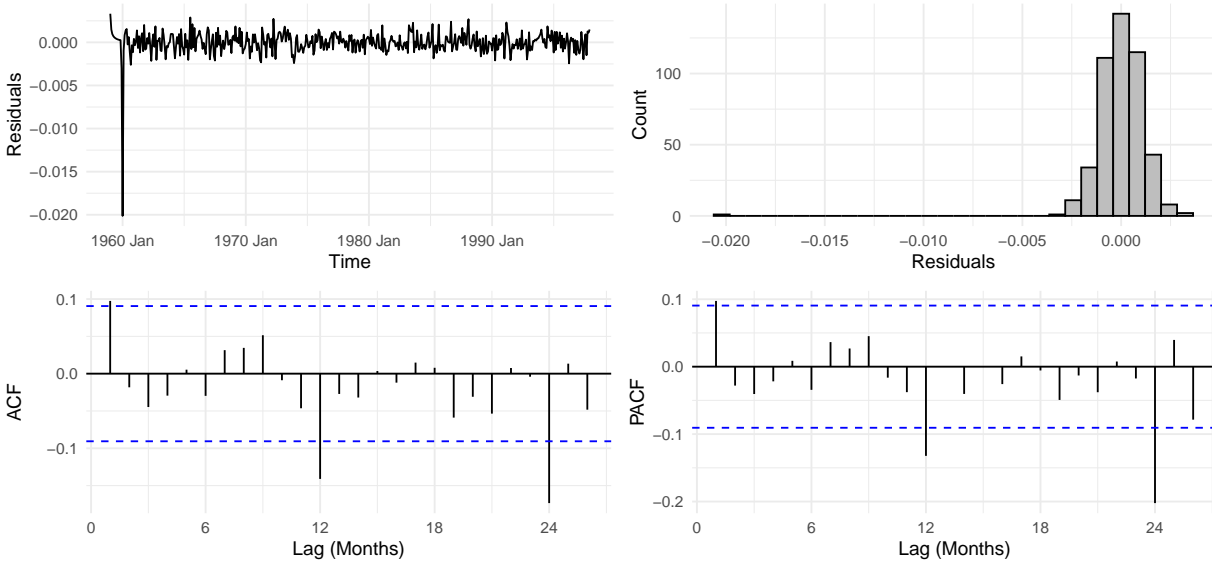 0.000
−0.005
−0.010
−0.015
−0.020
Residuals
1960 Jan 1970 Jan 1980 Jan 1990 Jan
Time
100
50
0
Count
−0.020 −0.015 −0.010 −0.005 0.000
Residuals
0.1
0.0
−0.1
ACF
0 6 12 18 24
Lag (Months)
0.1
0.0
−0.1
−0.2
PACF
0 6 12 18 24
Lag (Months)